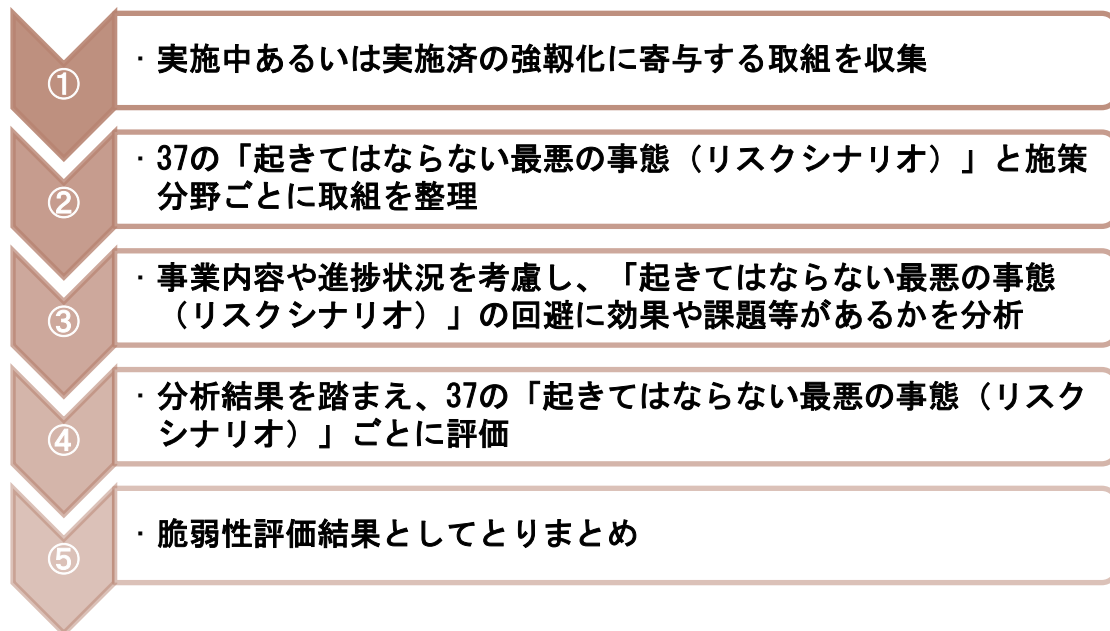 ①
・実施中あるいは実施済の強靱化に寄与する取組を収集
②
・37の「起きてはならない最悪の事態（リスクシナリオ）」と施策
分野ごとに取組を整理
③
・事業内容や進捗状況を考慮し、「起きてはならない最悪の事態
（リスクシナリオ）」の回避に効果や課題等があるかを分析
④
・分析結果を踏まえ、37の「起きてはならない最悪の事態（リスク
シナリオ）」ごとに評価
⑤
・脆弱性評価結果としてとりまとめ